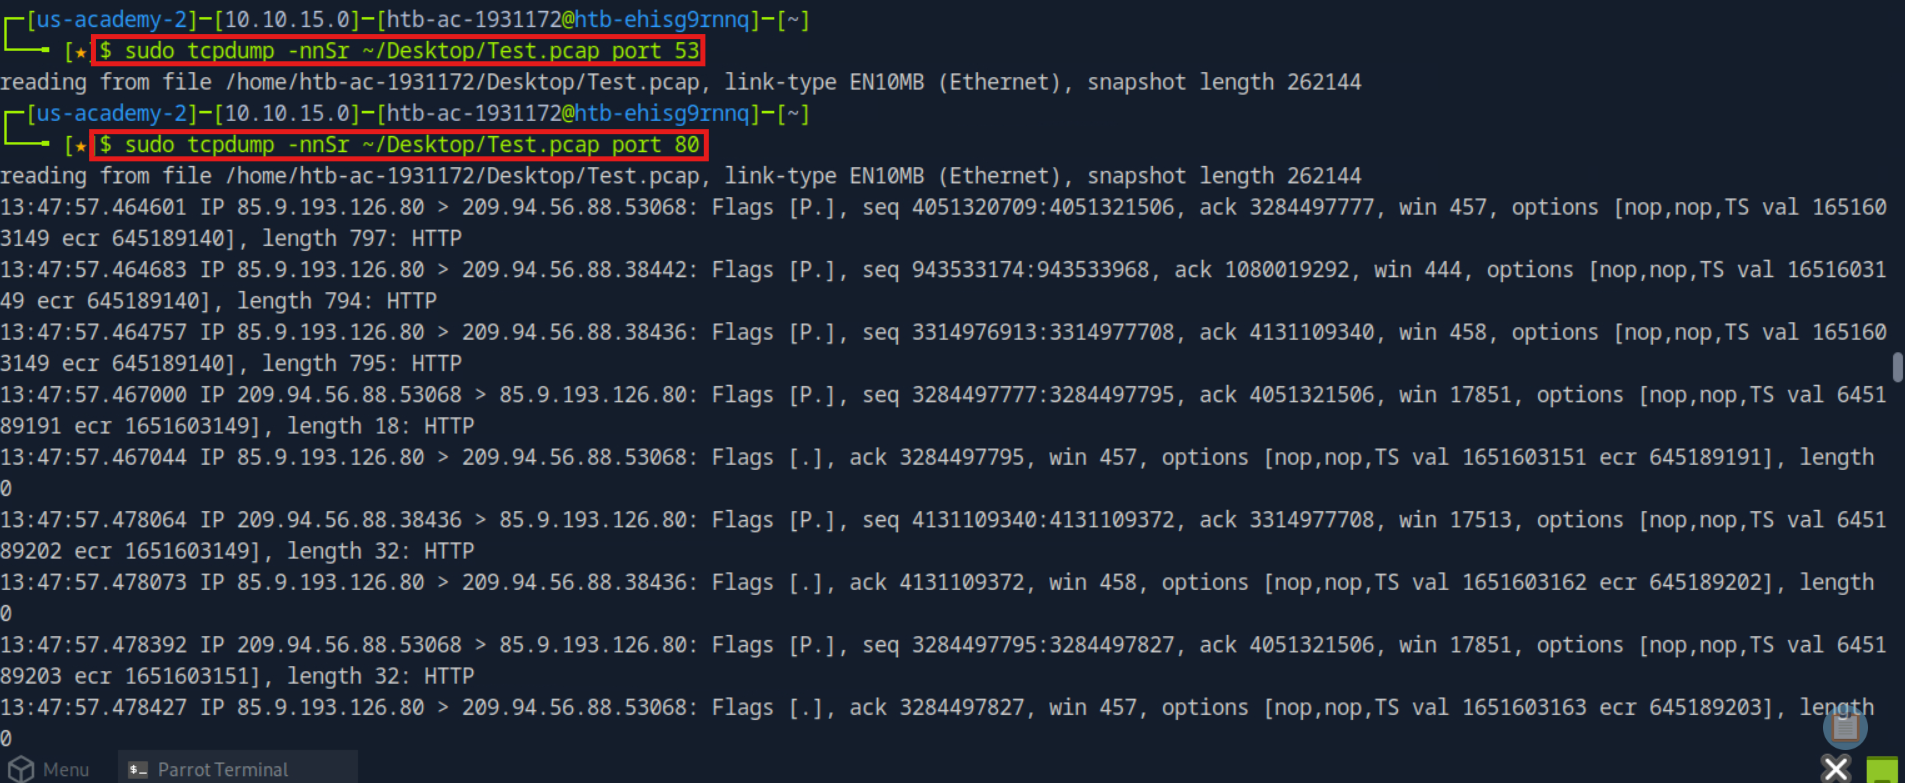 [us-academy-2]─[10.10.15.0]─[htb-ac-1931172@htb-ehisg9rnnq]─[~]
[★]$ sudo tcpdump -nnSr ~/Desktop/Test.pcap port 53
reading from file /home/htb-ac-1931172/Desktop/Test.pcap, link-type EN10MB (Ethernet), snapshot length 262144
[us-academy-2]─[10.10.15.0]─[htb-ac-1931172@htb-ehisg9rnnq]─[~]
[★]$ sudo tcpdump -nnSr ~/Desktop/Test.pcap port 80
reading from file /home/htb-ac-1931172/Desktop/Test.pcap, link-type EN10MB (Ethernet), snapshot length 262144
13:47:57.464601 IP 85.9.193.126.80 > 209.94.56.88.53068: Flags [P.], seq 4051320709:4051321506, ack 3284497777, win 457, options [nop,nop,TS val 165160
3149 ecr 645189140], length 797: HTTP
13:47:57.464683 IP 85.9.193.126.80 > 209.94.56.88.38442: Flags [P.], seq 943533174:943533968, ack 1080019292, win 444, options [nop,nop,TS val 16516031
49 ecr 645189140], length 794: HTTP
13:47:57.464757 IP 85.9.193.126.80 > 209.94.56.88.38436: Flags [P.], seq 3314976913:3314977708, ack 4131109340, win 458, options [nop,nop,TS val 165160
3149 ecr 645189140], length 795: HTTP
13:47:57.467000 IP 209.94.56.88.53068 > 85.9.193.126.80: Flags [P.], seq 3284497777:3284497795, ack 4051321506, win 17851, options [nop,nop,TS val 6451
89191 ecr 1651603149], length 18: HTTP
13:47:57.467044 IP 85.9.193.126.80 > 209.94.56.88.53068: Flags [.], ack 3284497795, win 457, options [nop,nop,TS val 1651603151 ecr 645189191], length
0
13:47:57.478064 IP 209.94.56.88.38436 > 85.9.193.126.80: Flags [P.], seq 4131109340:4131109372, ack 3314977708, win 17513, options [nop,nop,TS val 6451
89202 ecr 1651603149], length 32: HTTP
13:47:57.478073 IP 85.9.193.126.80 > 209.94.56.88.38436: Flags [.], ack 4131109372, win 458, options [nop,nop,TS val 1651603162 ecr 645189202], length
0
13:47:57.478392 IP 209.94.56.88.53068 > 85.9.193.126.80: Flags [P.], seq 3284497795:3284497827, ack 4051321506, win 17851, options [nop,nop,TS val 6451
89203 ecr 1651603151], length 32: HTTP
13:47:57.478427 IP 85.9.193.126.80 > 209.94.56.88.53068: Flags [.], ack 3284497827, win 457, options [nop,nop,TS val 1651603163 ecr 645189203], length
0
Menu
Parrot Terminal